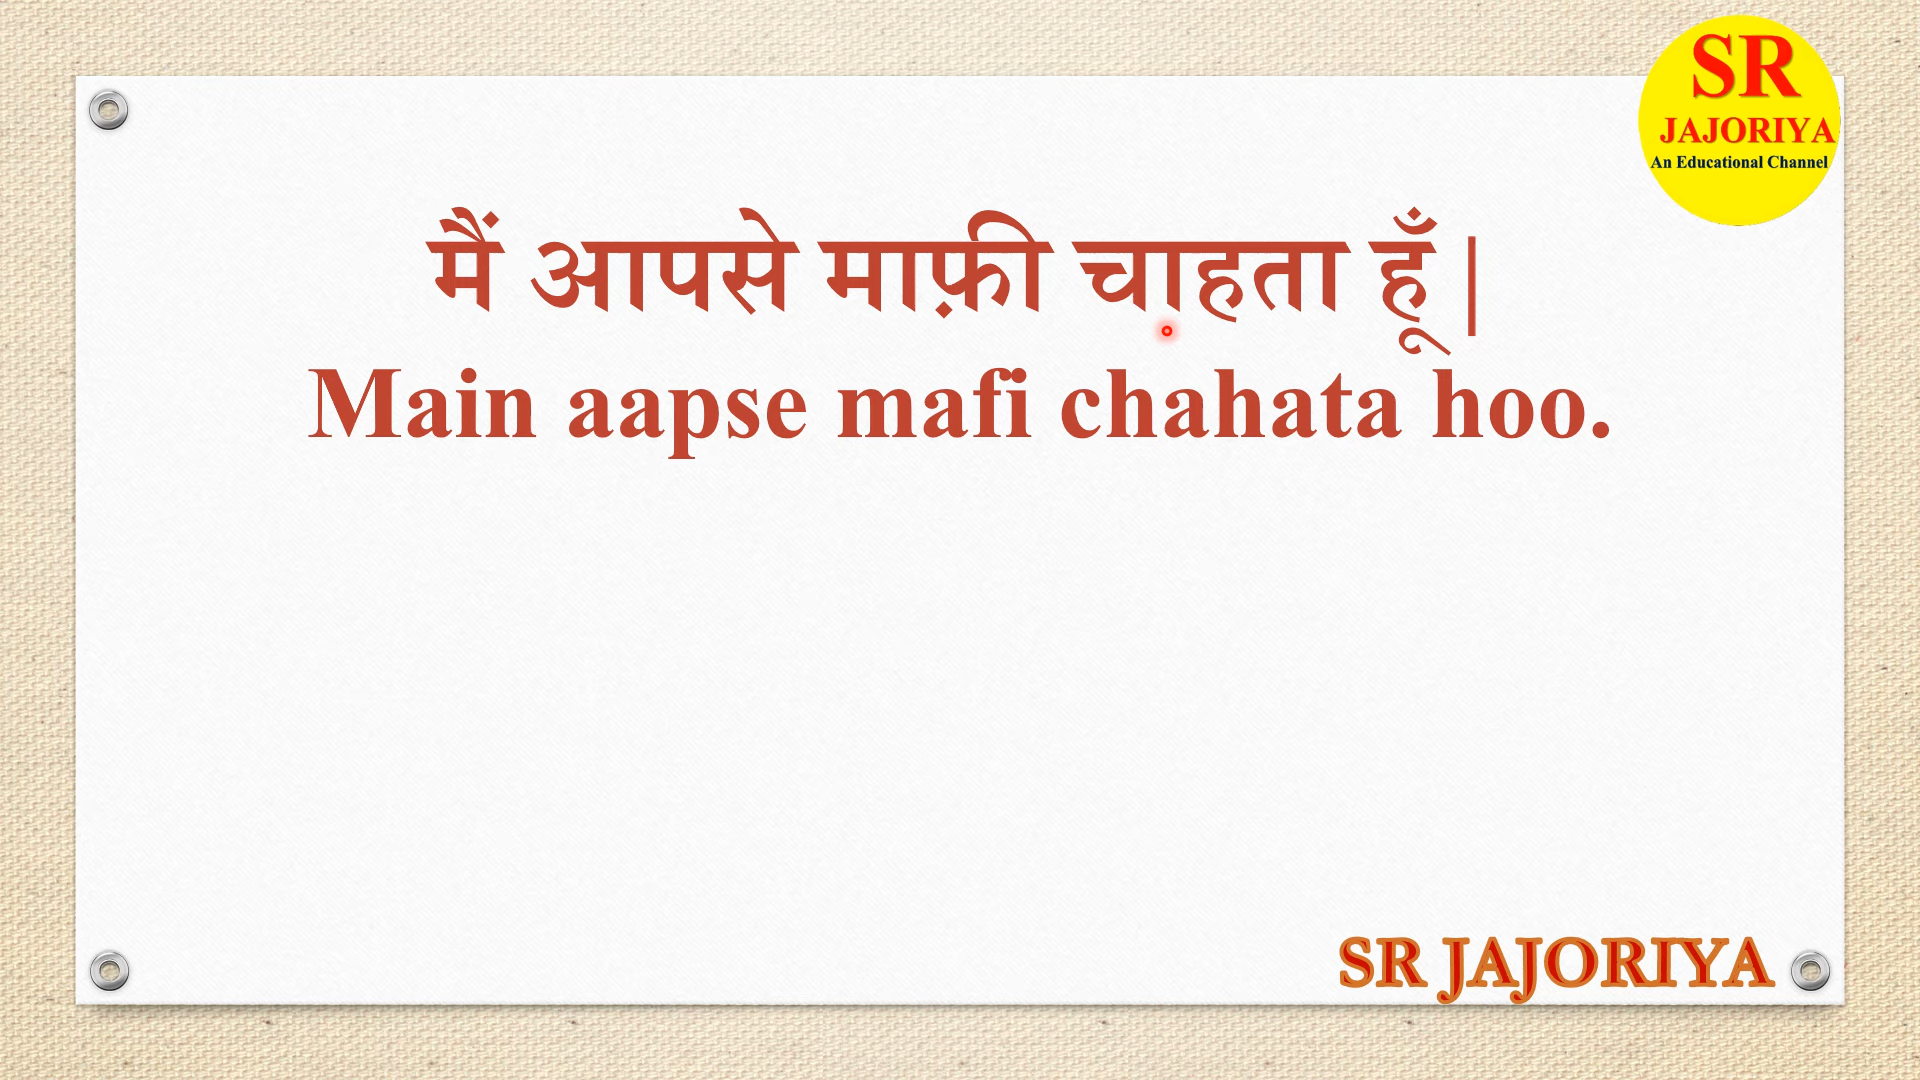 SR
JAJORIYA
An Educational Channel
मैं आपसे माफ़ी चाहता हूँ |
Main aapse mafi chahata hoo.
SR JAJORIYA